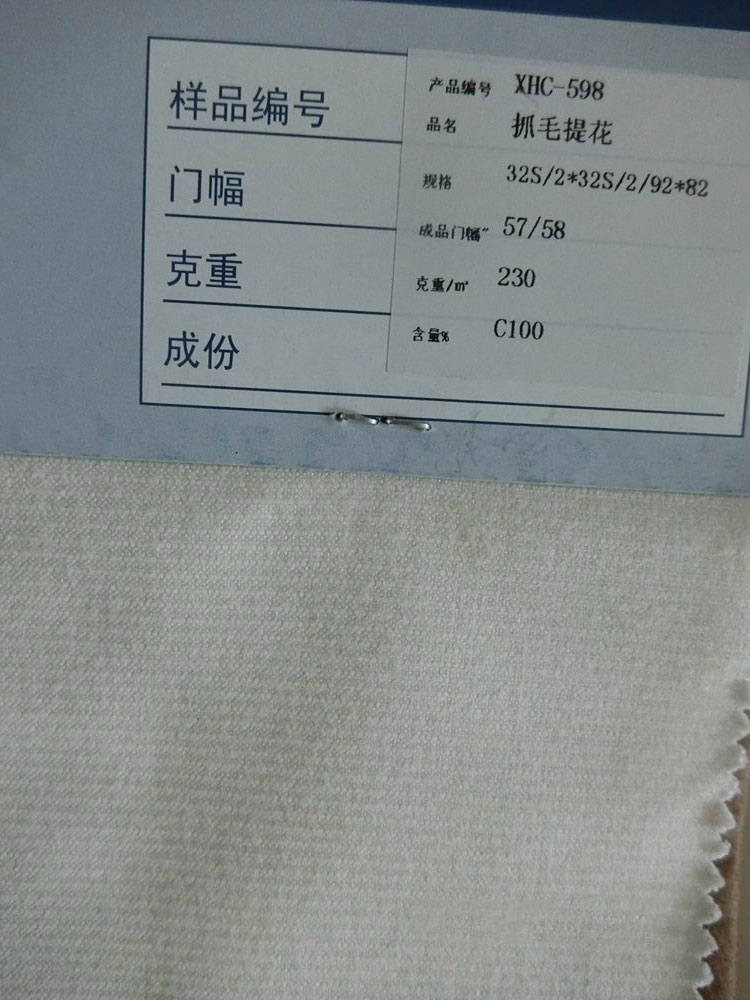 样品编号
门幅
克重
成份
产品编号 XHC-598
品名 抓毛提花
规格 32S/2*32S/2/92*82
成品门幅" 57/58
克重/㎡ 230
含量% C100